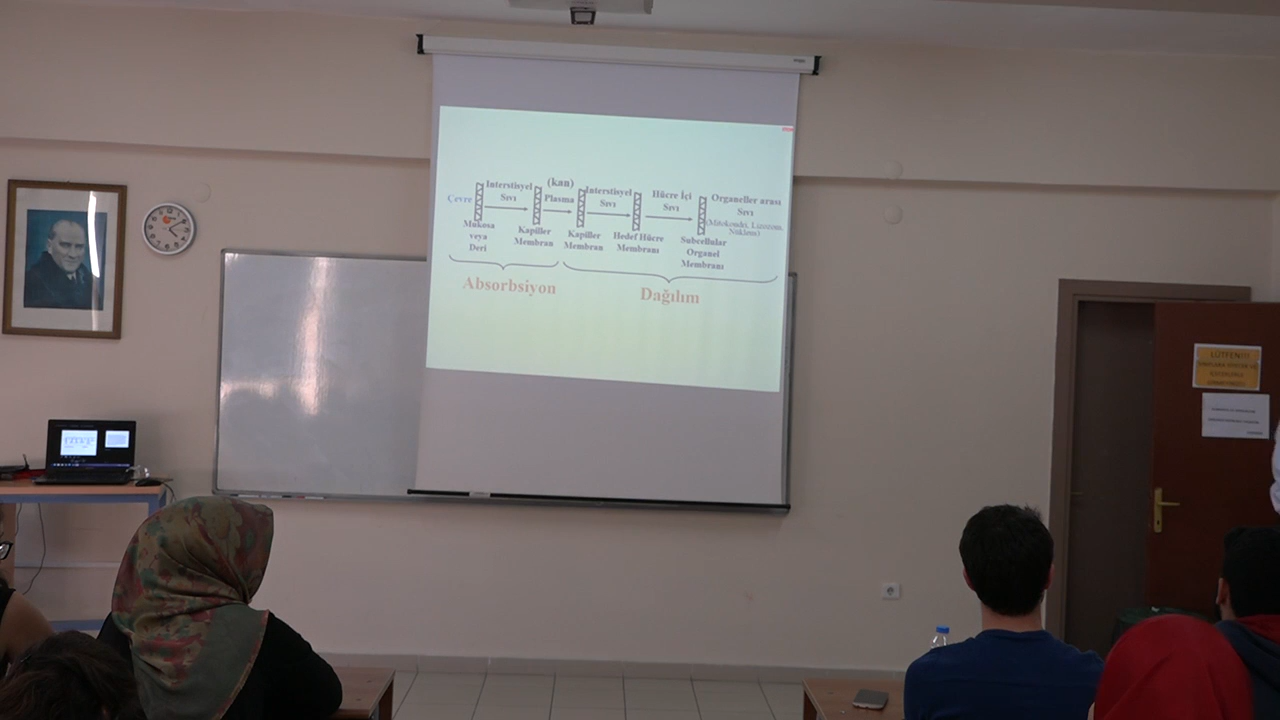 Çevre
Mukosa
veya
Deri
Interstisyel
Sıvı
Kapiller
Membran
(kan)
Plasma
Kapiller
Membran
Interstisyel
Sıvı
Hedef Hücre
Membranı
Hücre İçi
Sıvı
Subcellular
Organel
Membranı
Organeller arası
Sıvı
(Mitokondri, Lizozom,
Nükleus)
Absorbsiyon
Dağılım
LÜTFEN!!!